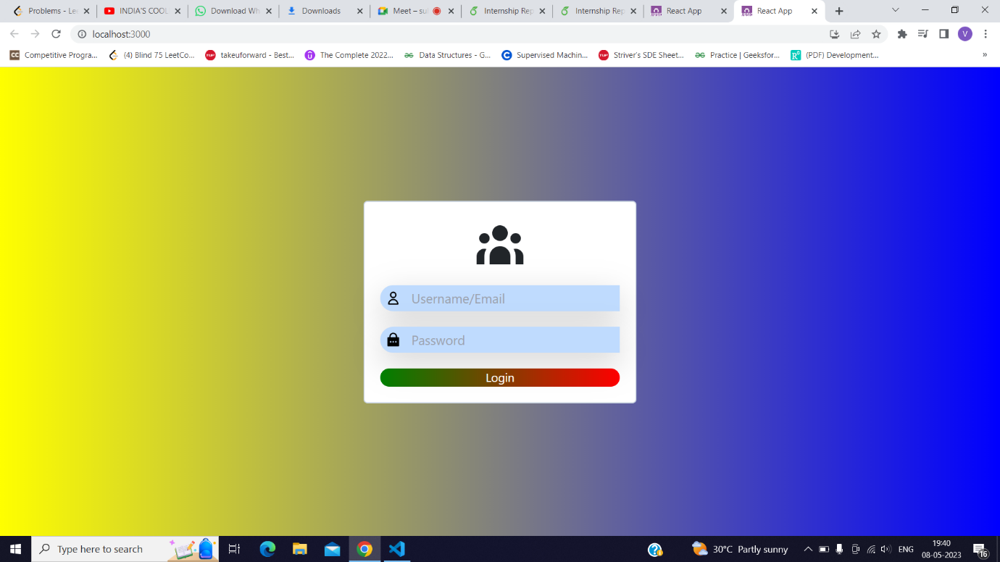 Problems - Le
INDIA'S COOL
Download Wh
Downloads
Meet – su
Internship Rep
Internship Rep
React App
React App
localhost:3000
V
CC Competitive Progra...
(4) Blind 75 LeetCo...
TUF takeuforward - Best...
The Complete 2022...
Data Structures - G...
C Supervised Machin...
TUF Striver's SDE Sheet...
Practice | Geeksfor...
(PDF) Development...
»
Username/Email
Password
Login
Type here to search
30°C Partly sunny
ENG
19:40
08-05-2023
16